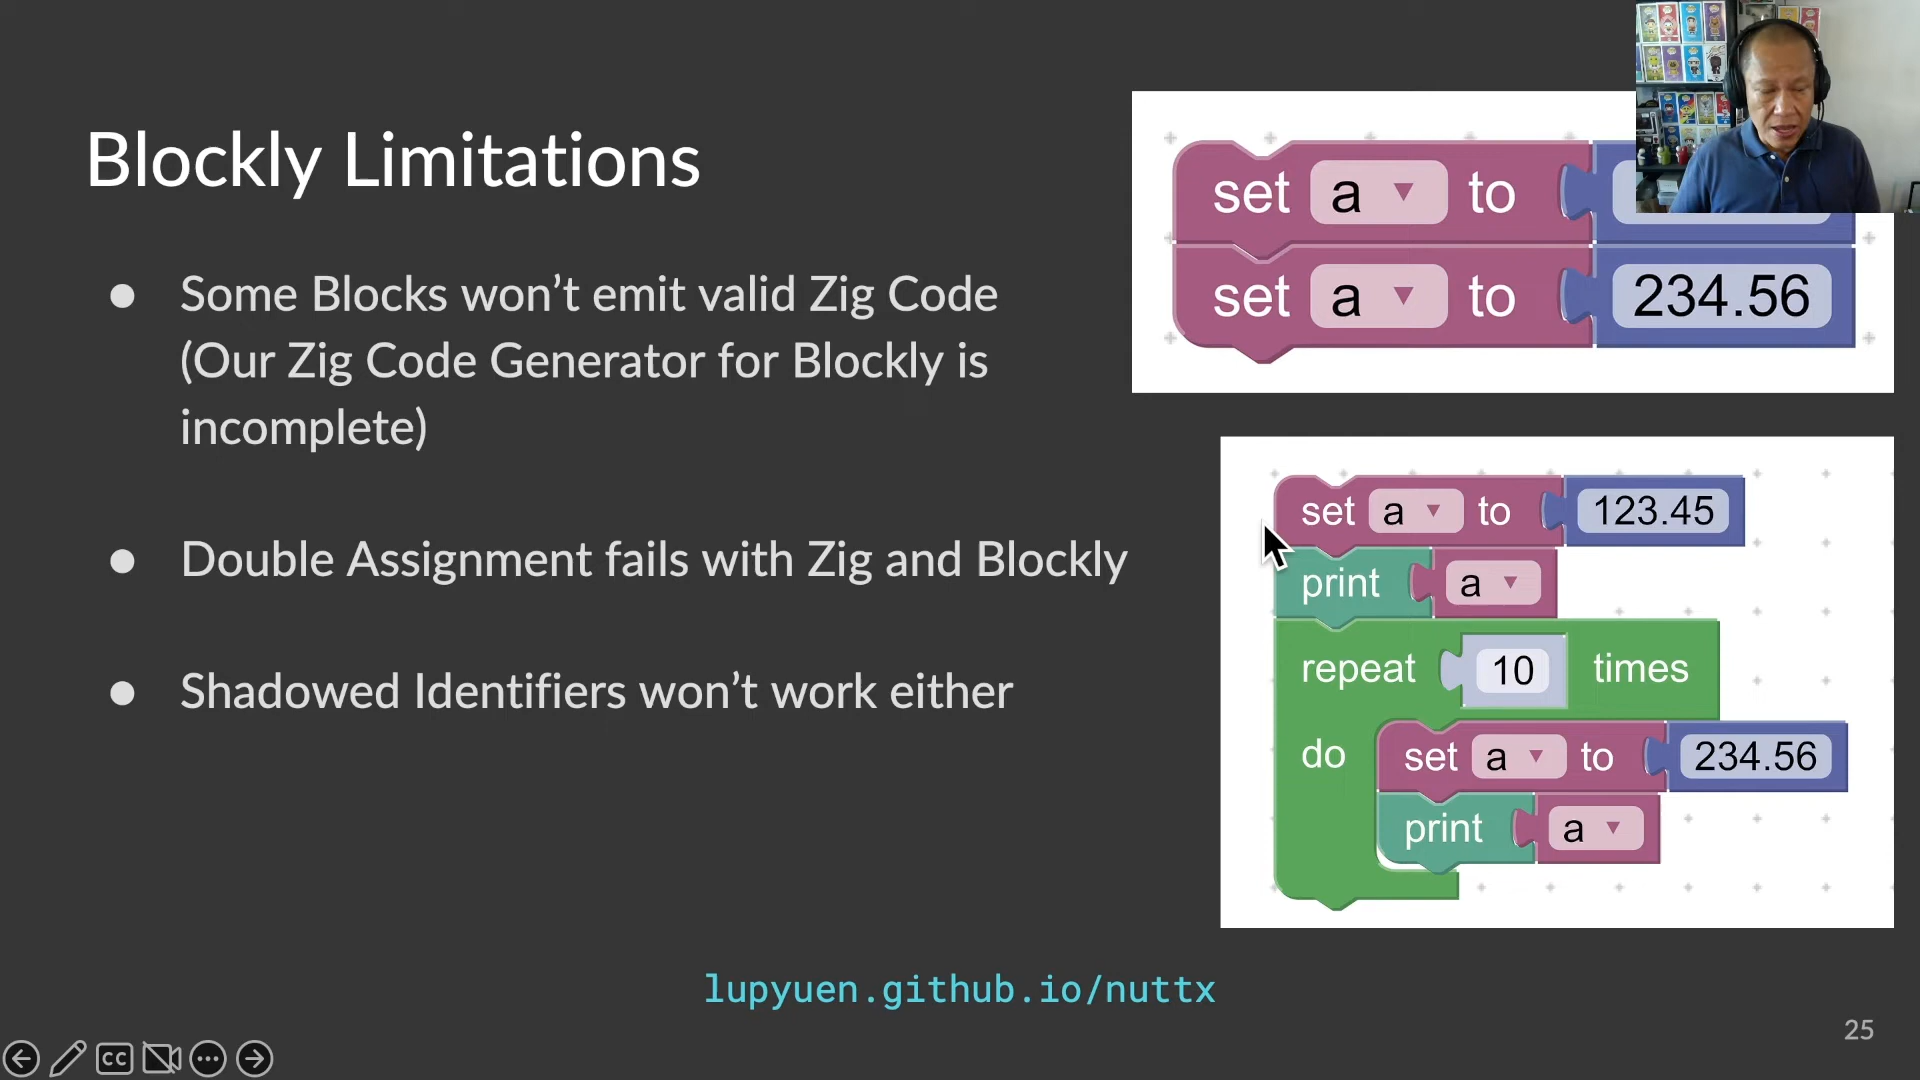 Blockly Limitations
● Some Blocks won’t emit valid Zig Code
(Our Zig Code Generator for Blockly is
incomplete)
● Double Assignment fails with Zig and Blockly
● Shadowed Identifiers won’t work either
set a ▼ to
set a ▼ to 234.56
set a ▼ to 123.45
print a ▼
repeat 10 times
do set a ▼ to 234.56
print a ▼
lupyuen.github.io/nuttx
25
CC